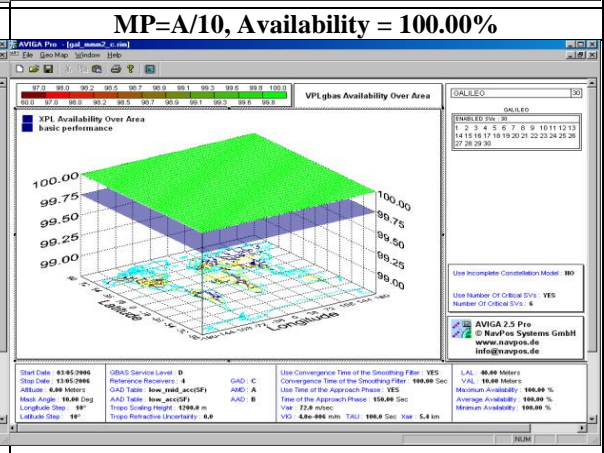 MP=A/10, Availability = 100.00%
AVIGA Pro - [gal_mmm2_c.rim]
File Geo Map Window Help
97.0 98.0 98.2 98.5 98.7 98.9 99.1 99.3 99.6 99.8 100.0
60.0 97.0 98.0 98.2 98.5 98.7 98.9 99.1 99.3 99.6 99.8
VPLgbas Availability Over Area
GALILEO 30
GALILEO
ENABLED SVs : 30
1 2 3 4 5 6 7 8 9 10 11 12 13
14 15 16 17 18 19 20 21 22 23 24 25 26
27 28 29 30
XPL Availability Over Area
basic performance
100.00
99.75
99.50
99.25
99.00
100.00
99.75
99.50
99.25
99.00
Latitude
Longitude
Use Incomplete Constellation Model : NO
Use Number Of Critical SVs : YES
Number Of Critical SVs : 6
AVIGA 2.5 Pro
© NavPos Systems GmbH
www.navpos.de
info@navpos.de
Start Date : 03/05/2006
Stop Date : 13/05/2006
Altitude : 0.00 Meters
Mask Angle : 10.00 Deg
Longitude Step : 10°
Latitude Step : 10°
GBAS Service Level : D
Reference Receivers : 4 GAD : C
GAD Table : low_mid_acc(SF) AMD : A
AAD Table : low_acc(SF) AAD : B
Tropo Scaling Height : 1200.0 m
Tropo Refractive Uncertainty : 0.0
Use Convergence Time of the Smoothing Filter : YES
Convergence Time of the Smoothing Filter : 100.00 Sec
Use Time of the Approach Phase : YES
Time of the Approach Phase : 150.00 Sec
Vair : 72.0 m/sec
VIG : 4.0e-006 m/m TAU : 100.0 Sec Xair : 5.4 km
LAL : 40.00 Meters
VAL : 10.00 Meters
Maximum Availability : 100.00 %
Average Availability : 100.00 %
Minimum Availability : 100.00 %
NUM